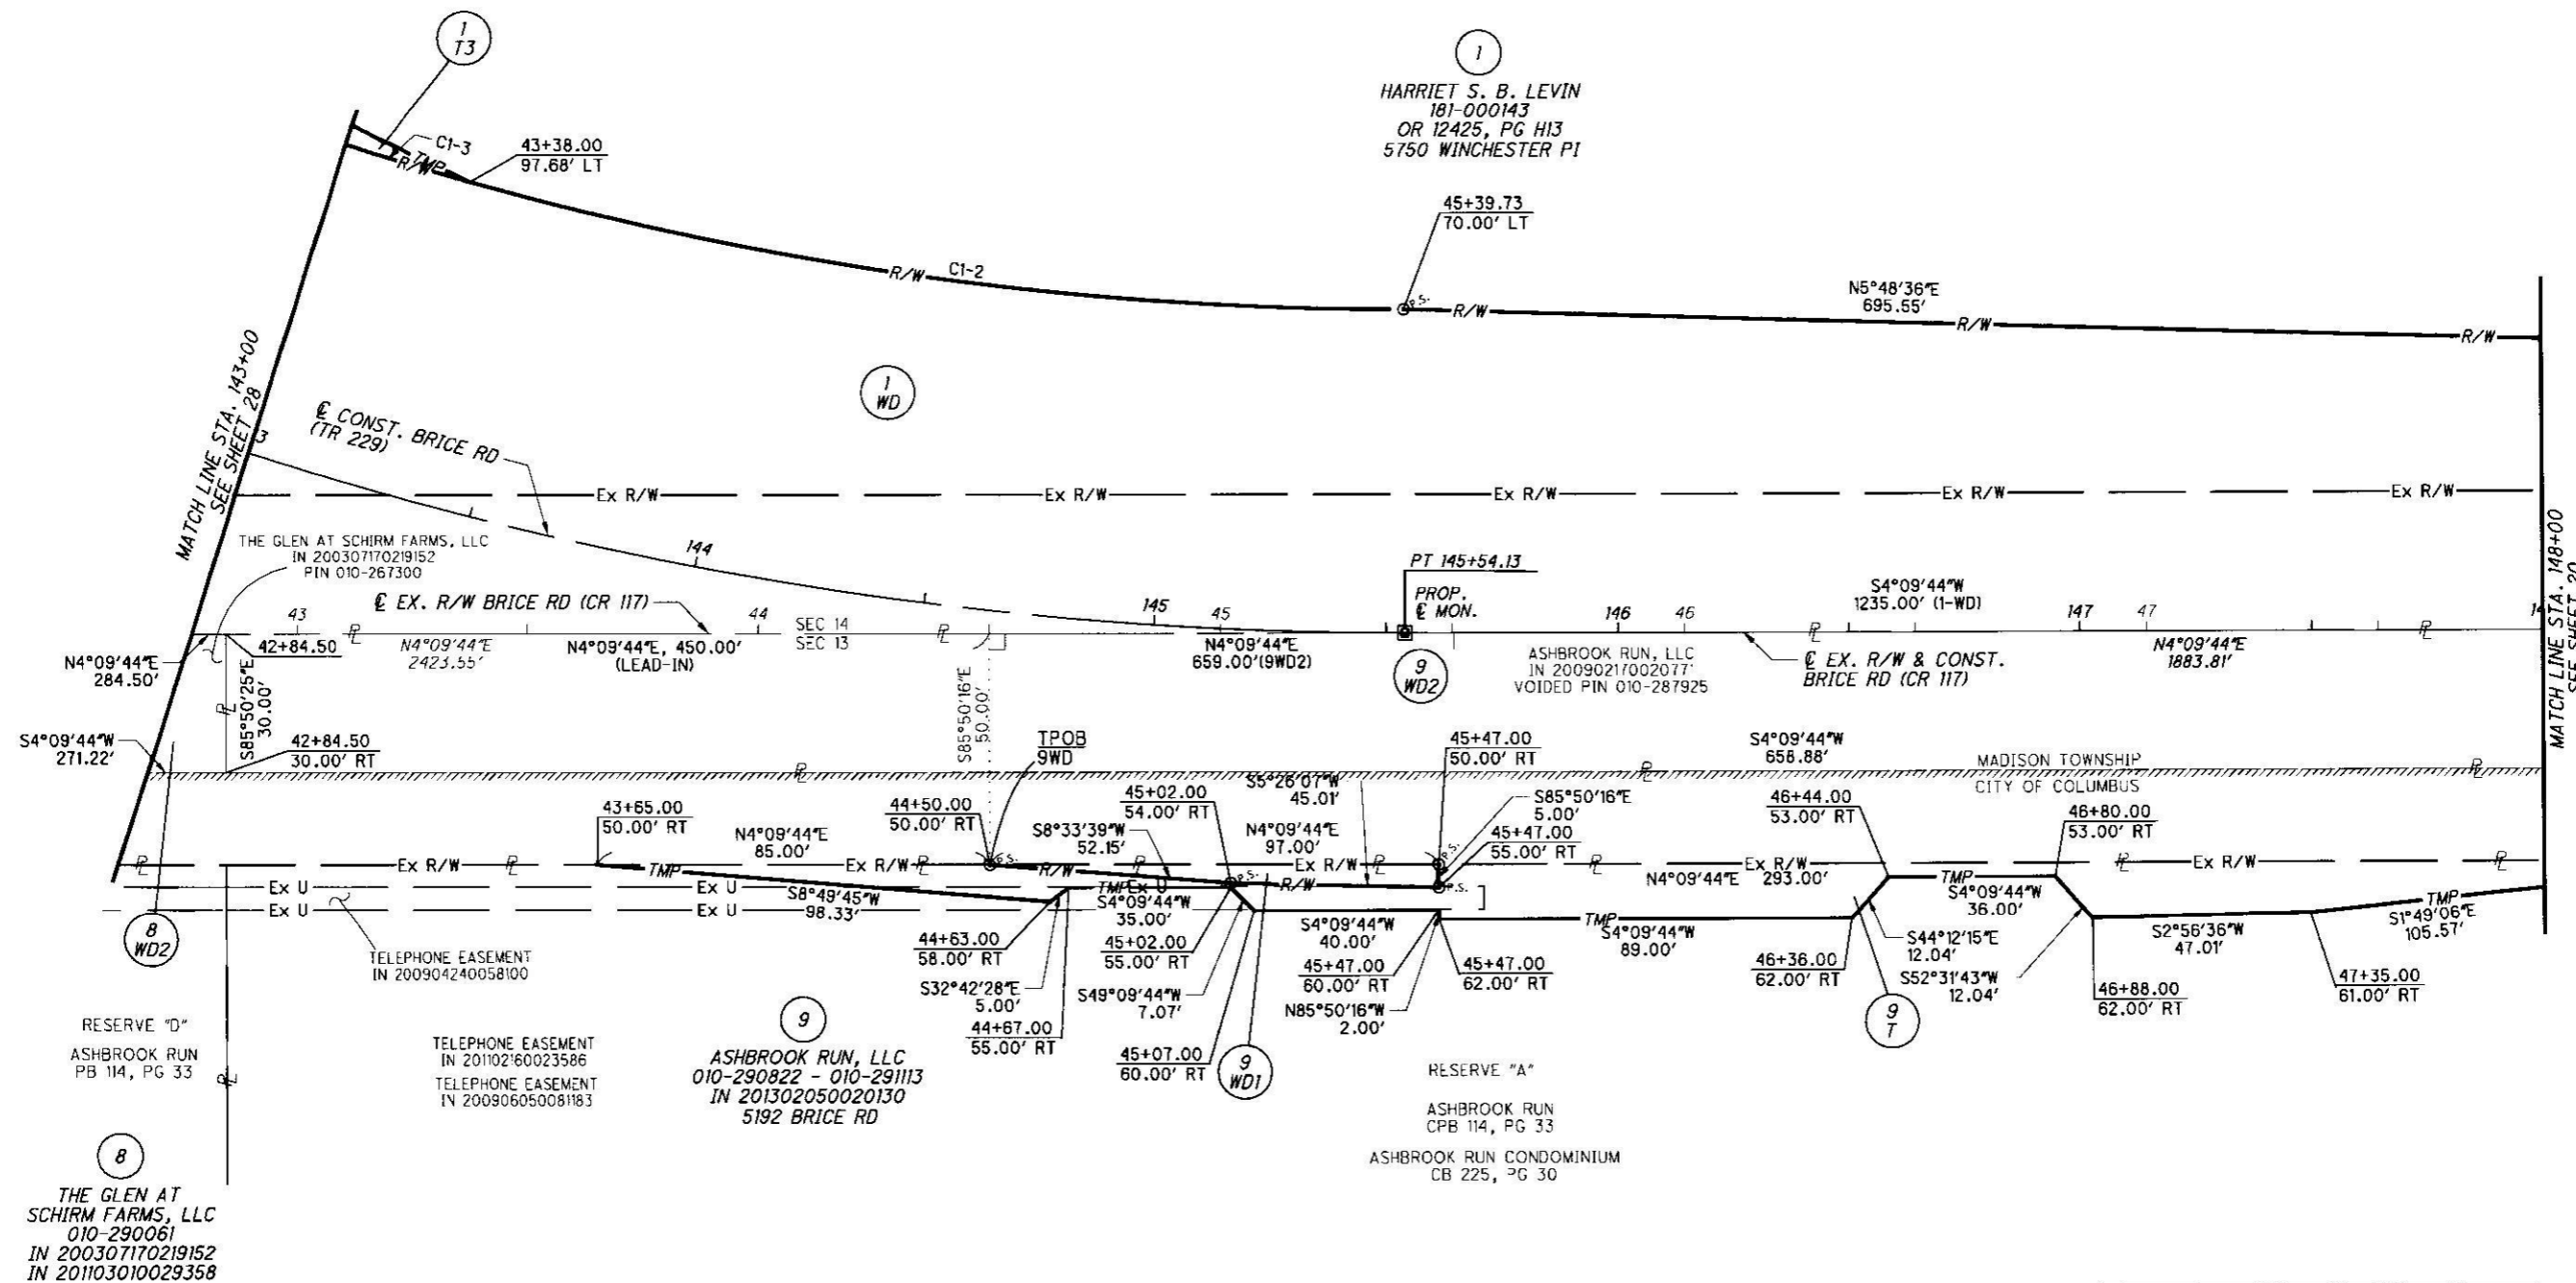 1
T3
1
HARRIET S. B. LEVIN
181-000143
OR 12425, PG H13
5750 WINCHESTER PI
C1-3
TMP
R/W
43+38.00
97.68' LT
45+39.73
70.00' LT
R/W
C1-2
P.S.
R/W
N5°48'36"E
695.55'
R/W
R/W
MATCH LINE STA. 143+00
SEE SHEET 28
1
WD
3
℄ CONST. BRICE RD
(TR 229)
Ex R/W
Ex R/W
Ex R/W
Ex R/W
Ex R/W
THE GLEN AT SCHIRM FARMS, LLC
IN 200307170219152
PIN 010-267300
144
PT 145+54.13
PROP.
℄ MON.
S4°09'44"W
1235.00' (1-WD)
MATCH LINE STA. 148+00
℄ EX. R/W BRICE RD (CR 117)
43
44
SEC 14
SEC 13
145
45
146
46
147
47
N4°09'44"E
284.50'
42+84.50
N4°09'44"E
2423.55'
N4°09'44"E, 450.00'
(LEAD-IN)
N4°09'44"E
659.00'(9WD2)
9
WD2
ASHBROOK RUN, LLC
VOIDED PIN 010-287925
℄ EX. R/W & CONST.
BRICE RD (CR 117)
N4°09'44"E
1883.81'
S85°50'25"E
30.00'
S85°50'16"E
50.00'
S4°09'44"W
271.22'
42+84.50
30.00' RT
TPOB
9WD
45+47.00
50.00' RT
S4°09'44"W
658.88'
MADISON TOWNSHIP
CITY OF COLUMBUS
43+65.00
50.00' RT
N4°09'44"E
85.00'
44+50.00
50.00' RT
S8°33'39"W
52.15'
45+02.00
54.00' RT
S5°26'07"W
45.01'
N4°09'44"E
97.00'
S85°50'16"E
5.00'
45+47.00
55.00' RT
46+44.00
53.00' RT
46+80.00
53.00' RT
Ex R/W
Ex R/W
P.S.
R/W
P.S.
R/W
Ex R/W
P.S.
P.S.
N4°09'44"E
Ex R/W
293.00'
Ex R/W
Ex U
Ex U
TMP
S8°49'45"W
98.33'
Ex U
Ex U
TMP
Ex U
S4°09'44"W
35.00'
S4°09'44"W
40.00'
TMP
S4°09'44"W
89.00'
TMP
S4°09'44"W
36.00'
S2°56'36"W
47.01'
TMP
S1°49'06"E
105.57'
8
WD2
TELEPHONE EASEMENT
IN 200904240058100
44+63.00
58.00' RT
S32°42'28"E
5.00'
44+67.00
55.00' RT
45+02.00
55.00' RT
S49°09'44"W
7.07'
45+07.00
60.00' RT
9
WD1
45+47.00
60.00' RT
N85°50'16"W
2.00'
45+47.00
62.00' RT
46+36.00
62.00' RT
S44°12'15"E
12.04'
S52°31'43"W
12.04'
9
T
46+88.00
62.00' RT
47+35.00
61.00' RT
RESERVE "D"
ASHBROOK RUN
PB 114, PG 33
TELEPHONE EASEMENT
IN 201102160023586
TELEPHONE EASEMENT
IN 200906050081183
9
ASHBROOK RUN, LLC
010-290822 - 010-291113
IN 201302050020130
5192 BRICE RD
RESERVE "A"
ASHBROOK RUN
CPB 114, PG 33
ASHBROOK RUN CONDOMINIUM
CB 225, PG 30
8
THE GLEN AT
SCHIRM FARMS, LLC
010-290061
IN 200307170219152
IN 201103010029358